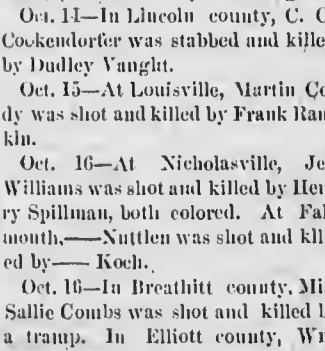 Oct. 14—In Lincoln county, C. C.
Cockendorfer was stabbed and kille
by Dudley Vaught.
Oct. 15—At Louisville, Martin Co
dy was shot and killed by Frank Ran
kin.
Oct. 16—At Nicholasville, Je
Williams was shot and killed by Hen
ry Spillman, both colored. At Fal
mouth,——Nuttlen was shot and kill
ed by—— Koch.
Oct. 16—In Breathitt county, Mi
Sallie Combs was shot and killed b
a tramp. In Elliott county, Wm